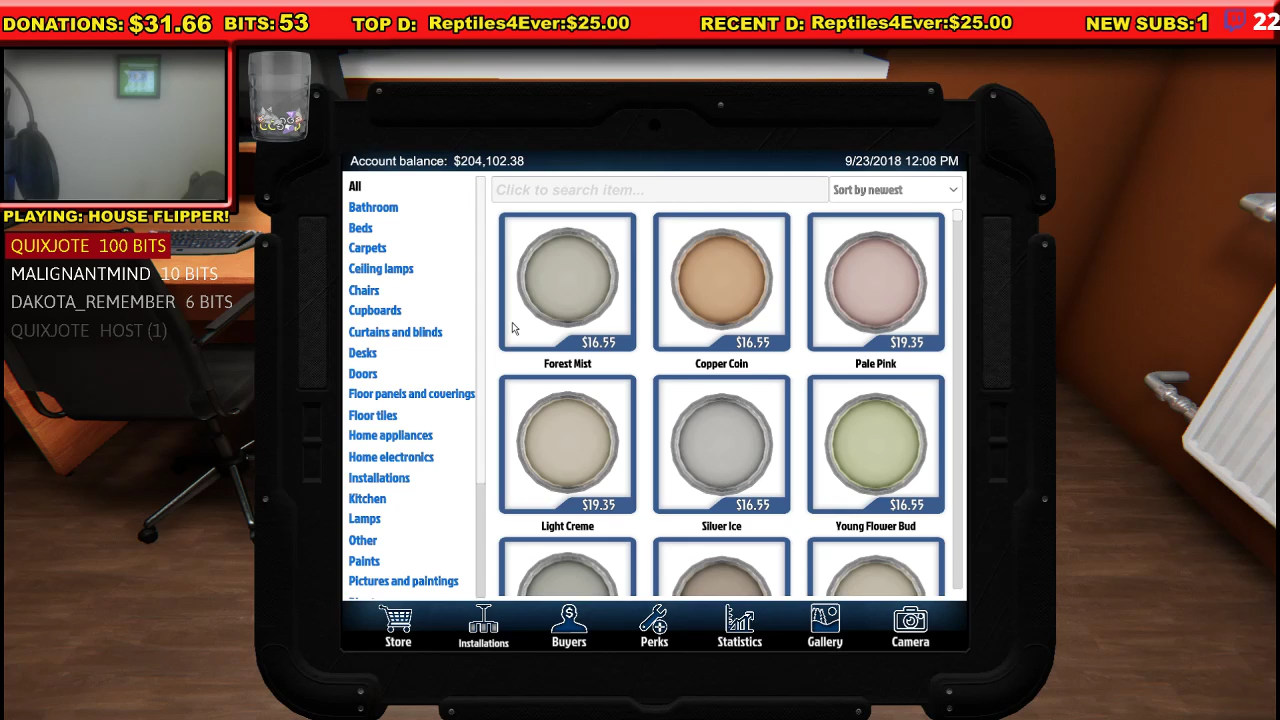 DONATIONS: $31.66 BITS: 53 TOP D: Reptiles4Ever:$25.00 RECENT D: Reptiles4Ever:$25.00 NEW SUBS: 1 22
PLAYING: HOUSE FLIPPER!
QUIXJOTE 100 BITS
MALIGNANTMIND 10 BITS
DAKOTA_REMEMBER 6 BITS
QUIXJOTE HOST (1)
Account balance: $204,102.38 9/23/2018 12:08 PM
All
Bathroom
Beds
Carpets
Ceiling lamps
Chairs
Cupboards
Curtains and blinds
Desks
Doors
Floor panels and coverings
Floor tiles
Home appliances
Home electronics
Installations
Kitchen
Lamps
Other
Paints
Pictures and paintings
Click to search item... Sort by newest
$16.55 $16.55 $19.35
Forest Mist Copper Coin Pale Pink
$19.35 $16.55 $16.55
Light Creme Silver Ice Young Flower Bud
Store Installations Buyers Perks Statistics Gallery Camera